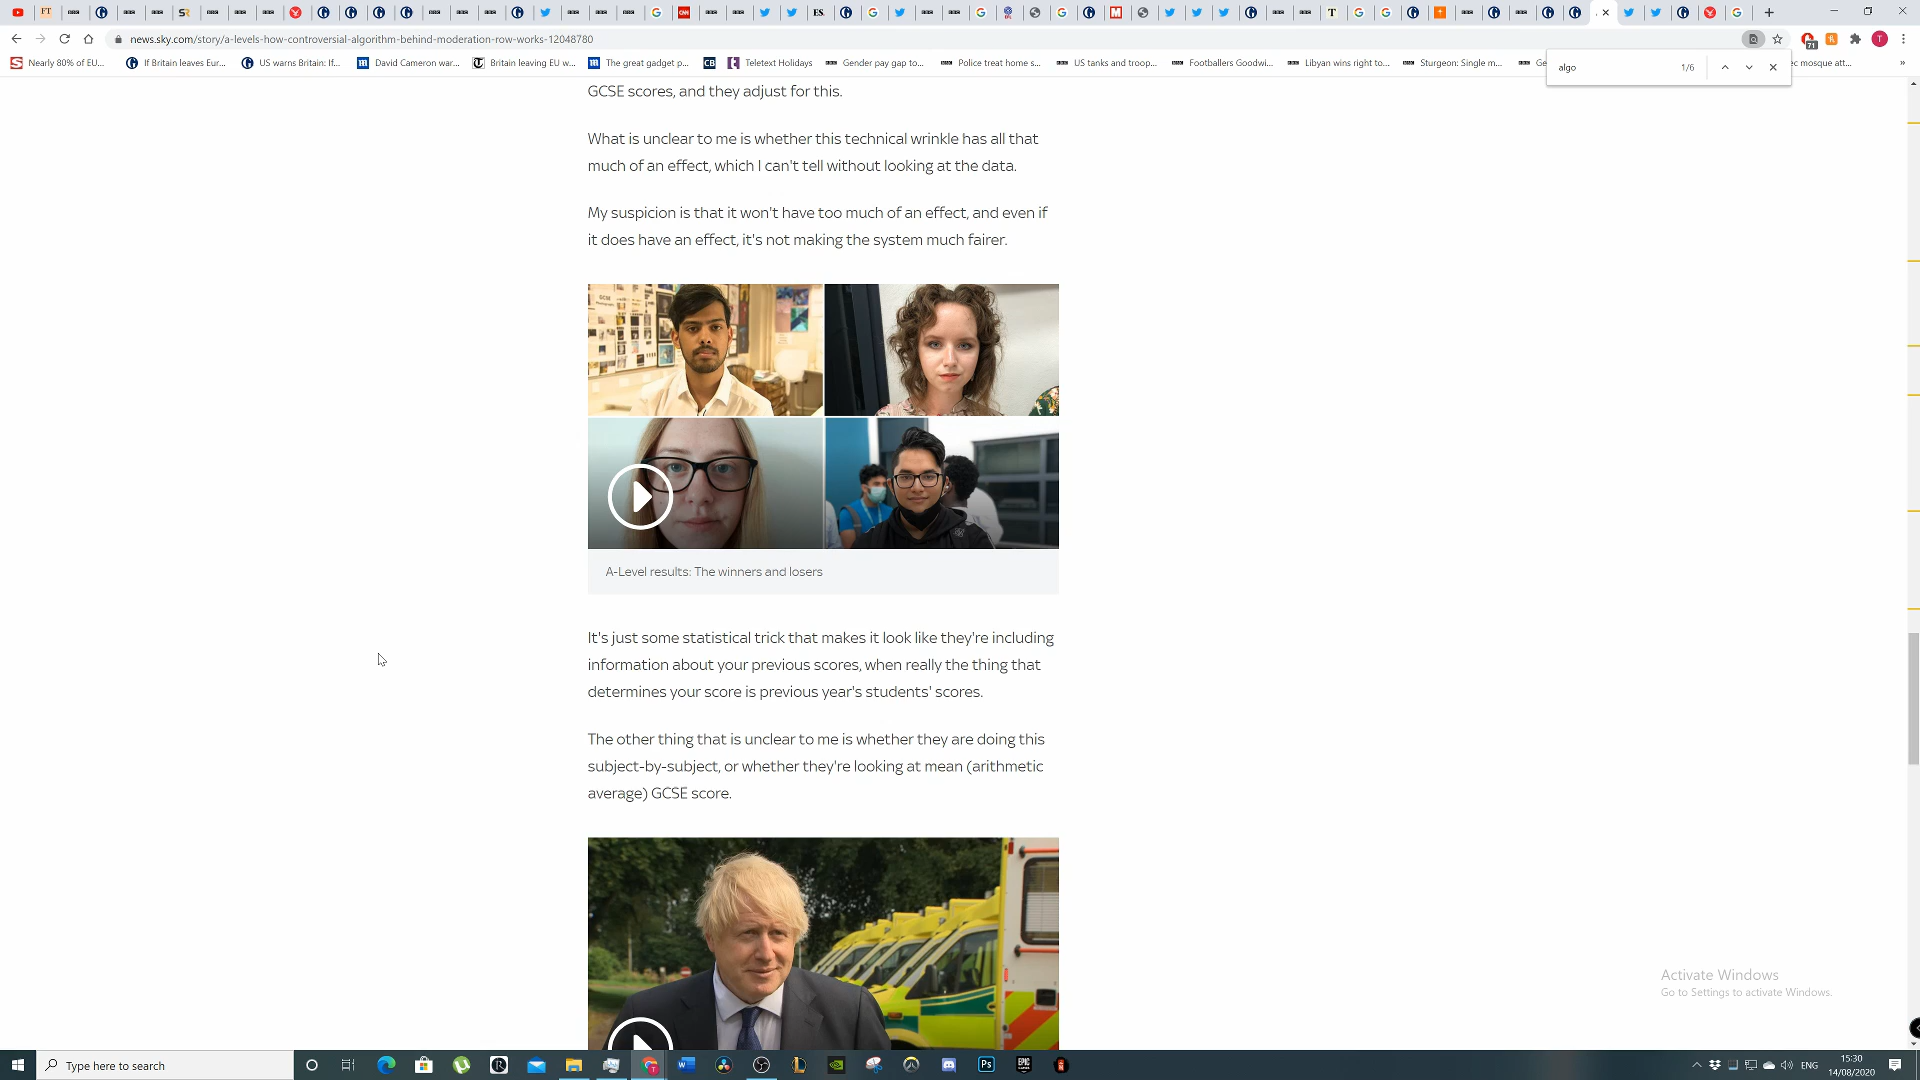 news.sky.com/story/a-levels-how-controversial-algorithm-behind-moderation-row-works-12048780
71
Nearly 80% of EU... If Britain leaves Eur... US warns Britain: If... David Cameron war... Britain leaving EU w... The great gadget p... CB Teletext Holidays Gender pay gap to... Police treat home s... US tanks and troop... Footballers Goodwi... Libyan wins right to... Sturgeon: Single m... Ge ec mosque att... »
algo 1/6
GCSE scores, and they adjust for this.
What is unclear to me is whether this technical wrinkle has all that
much of an effect, which I can't tell without looking at the data.
My suspicion is that it won't have too much of an effect, and even if
it does have an effect, it's not making the system much fairer.
A-Level results: The winners and losers
It's just some statistical trick that makes it look like they're including
information about your previous scores, when really the thing that
determines your score is previous year's students' scores.
The other thing that is unclear to me is whether they are doing this
subject-by-subject, or whether they're looking at mean (arithmetic
average) GCSE score.
Activate Windows
Go to Settings to activate Windows.
Type here to search
ENG
15:30
14/08/2020